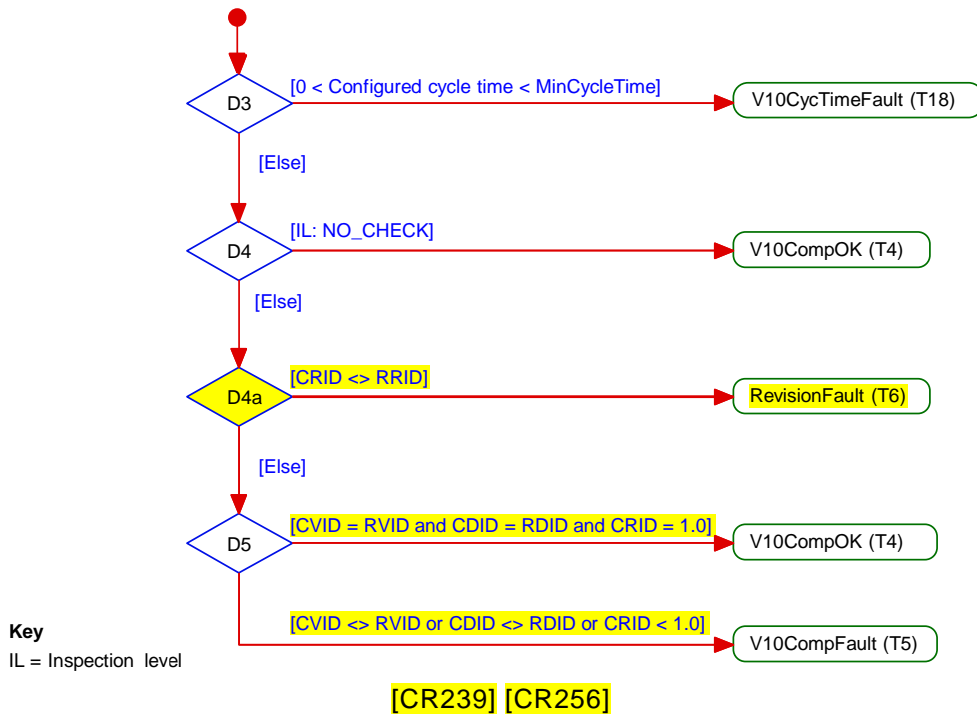 [0 < Configured cycle time < MinCycleTime]
D3
V10CycTimeFault (T18)
[Else]
[IL: NO_CHECK]
D4
V10CompOK (T4)
[Else]
[CRID <> RRID]
D4a
RevisionFault (T6)
[Else]
[CVID = RVID and CDID = RDID and CRID = 1.0]
D5
V10CompOK (T4)
[CVID <> RVID or CDID <> RDID or CRID < 1.0]
V10CompFault (T5)
Key
IL = Inspection level
[CR239] [CR256]